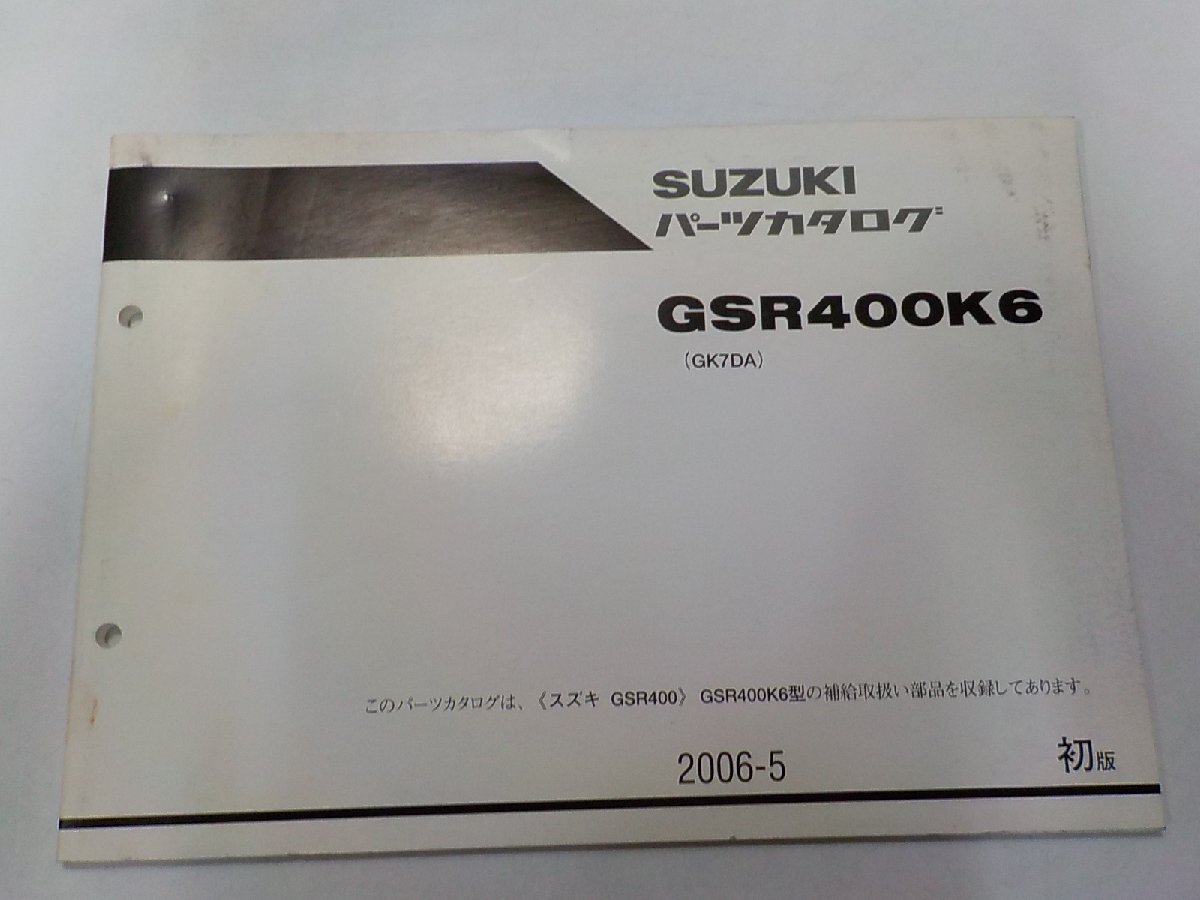 SUZUKI
パーツカタログ
GSR400K6
(GK7DA)
このパーツカタログは、《スズキ GSR400》 GSR400K6型の補給取扱い部品を収録してあります。
2006-5
初版